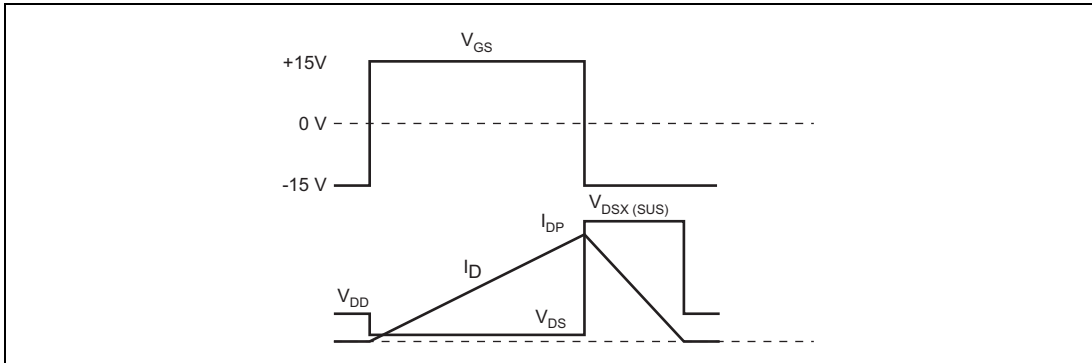 V_GS
+15V
0 V
-15 V
V_DSX (SUS)
I_DP
I_D
V_DD
V_DS